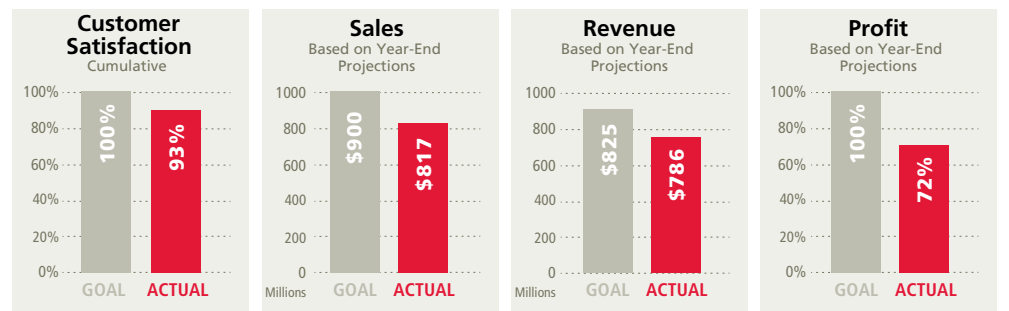 Customer
Satisfaction
Cumulative
100%
80%
60%
40%
20%
0%
100%
93%
GOAL ACTUAL
Sales
Based on Year-End
Projections
1000
800
600
400
200
0
$900
$817
Millions GOAL ACTUAL
Revenue
Based on Year-End
Projections
1000
800
600
400
200
0
$825
$786
Millions GOAL ACTUAL
Profit
Based on Year-End
Projections
100%
80%
60%
40%
20%
0%
100%
72%
GOAL ACTUAL